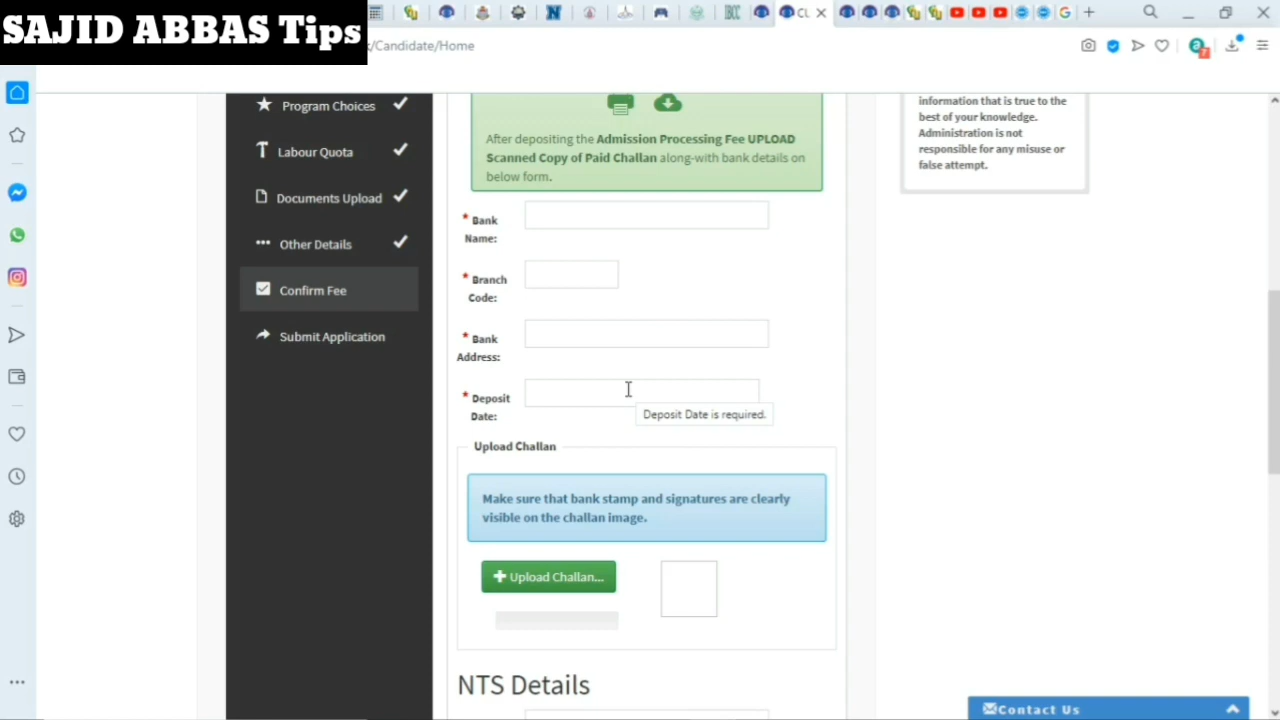 SAJID ABBAS Tips
/Candidate/Home
Program Choices
Labour Quota
Documents Upload
Other Details
Confirm Fee
Submit Application
After depositing the Admission Processing Fee UPLOAD
Scanned Copy of Paid Challan along-with bank details on
below form.
* Bank
Name:
* Branch
Code:
* Bank
Address:
* Deposit
Date:
Deposit Date is required.
Upload Challan
Make sure that bank stamp and signatures are clearly
visible on the challan image.
Upload Challan...
NTS Details
information that is true to the
best of your knowledge.
Administration is not
responsible for any misuse or
false attempt.
Contact Us